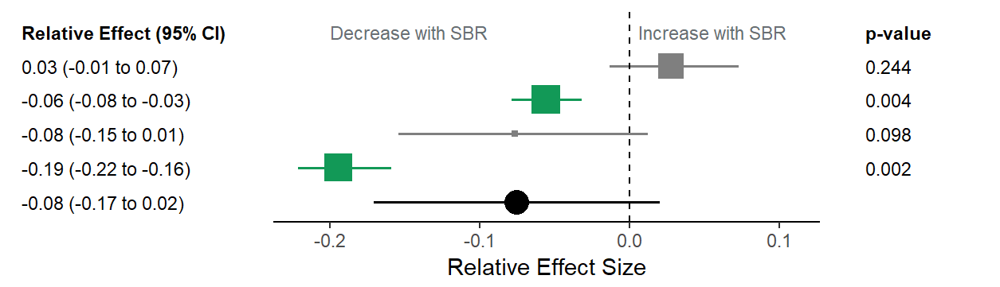 Relative Effect (95% CI) Decrease with SBR Increase with SBR p-value
0.03 (-0.01 to 0.07) 0.244
-0.06 (-0.08 to -0.03) 0.004
-0.08 (-0.15 to 0.01) 0.098
-0.19 (-0.22 to -0.16) 0.002
-0.08 (-0.17 to 0.02)
-0.2 -0.1 0.0 0.1
Relative Effect Size